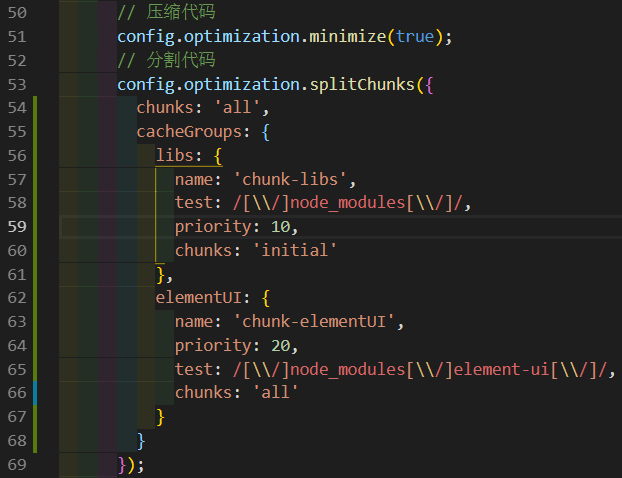 50 // 压缩代码
51 config.optimization.minimize(true);
52 // 分割代码
53 config.optimization.splitChunks({
54 chunks: 'all',
55 cacheGroups: {
56 libs: {
57 name: 'chunk-libs',
58 test: /[\\/]node_modules[\\/]/,
59 priority: 10,
60 chunks: 'initial'
61 },
62 elementUI: {
63 name: 'chunk-elementUI',
64 priority: 20,
65 test: /[\\/]node_modules[\\/]element-ui[\\/]/,
66 chunks: 'all'
67 }
68 }
69 });